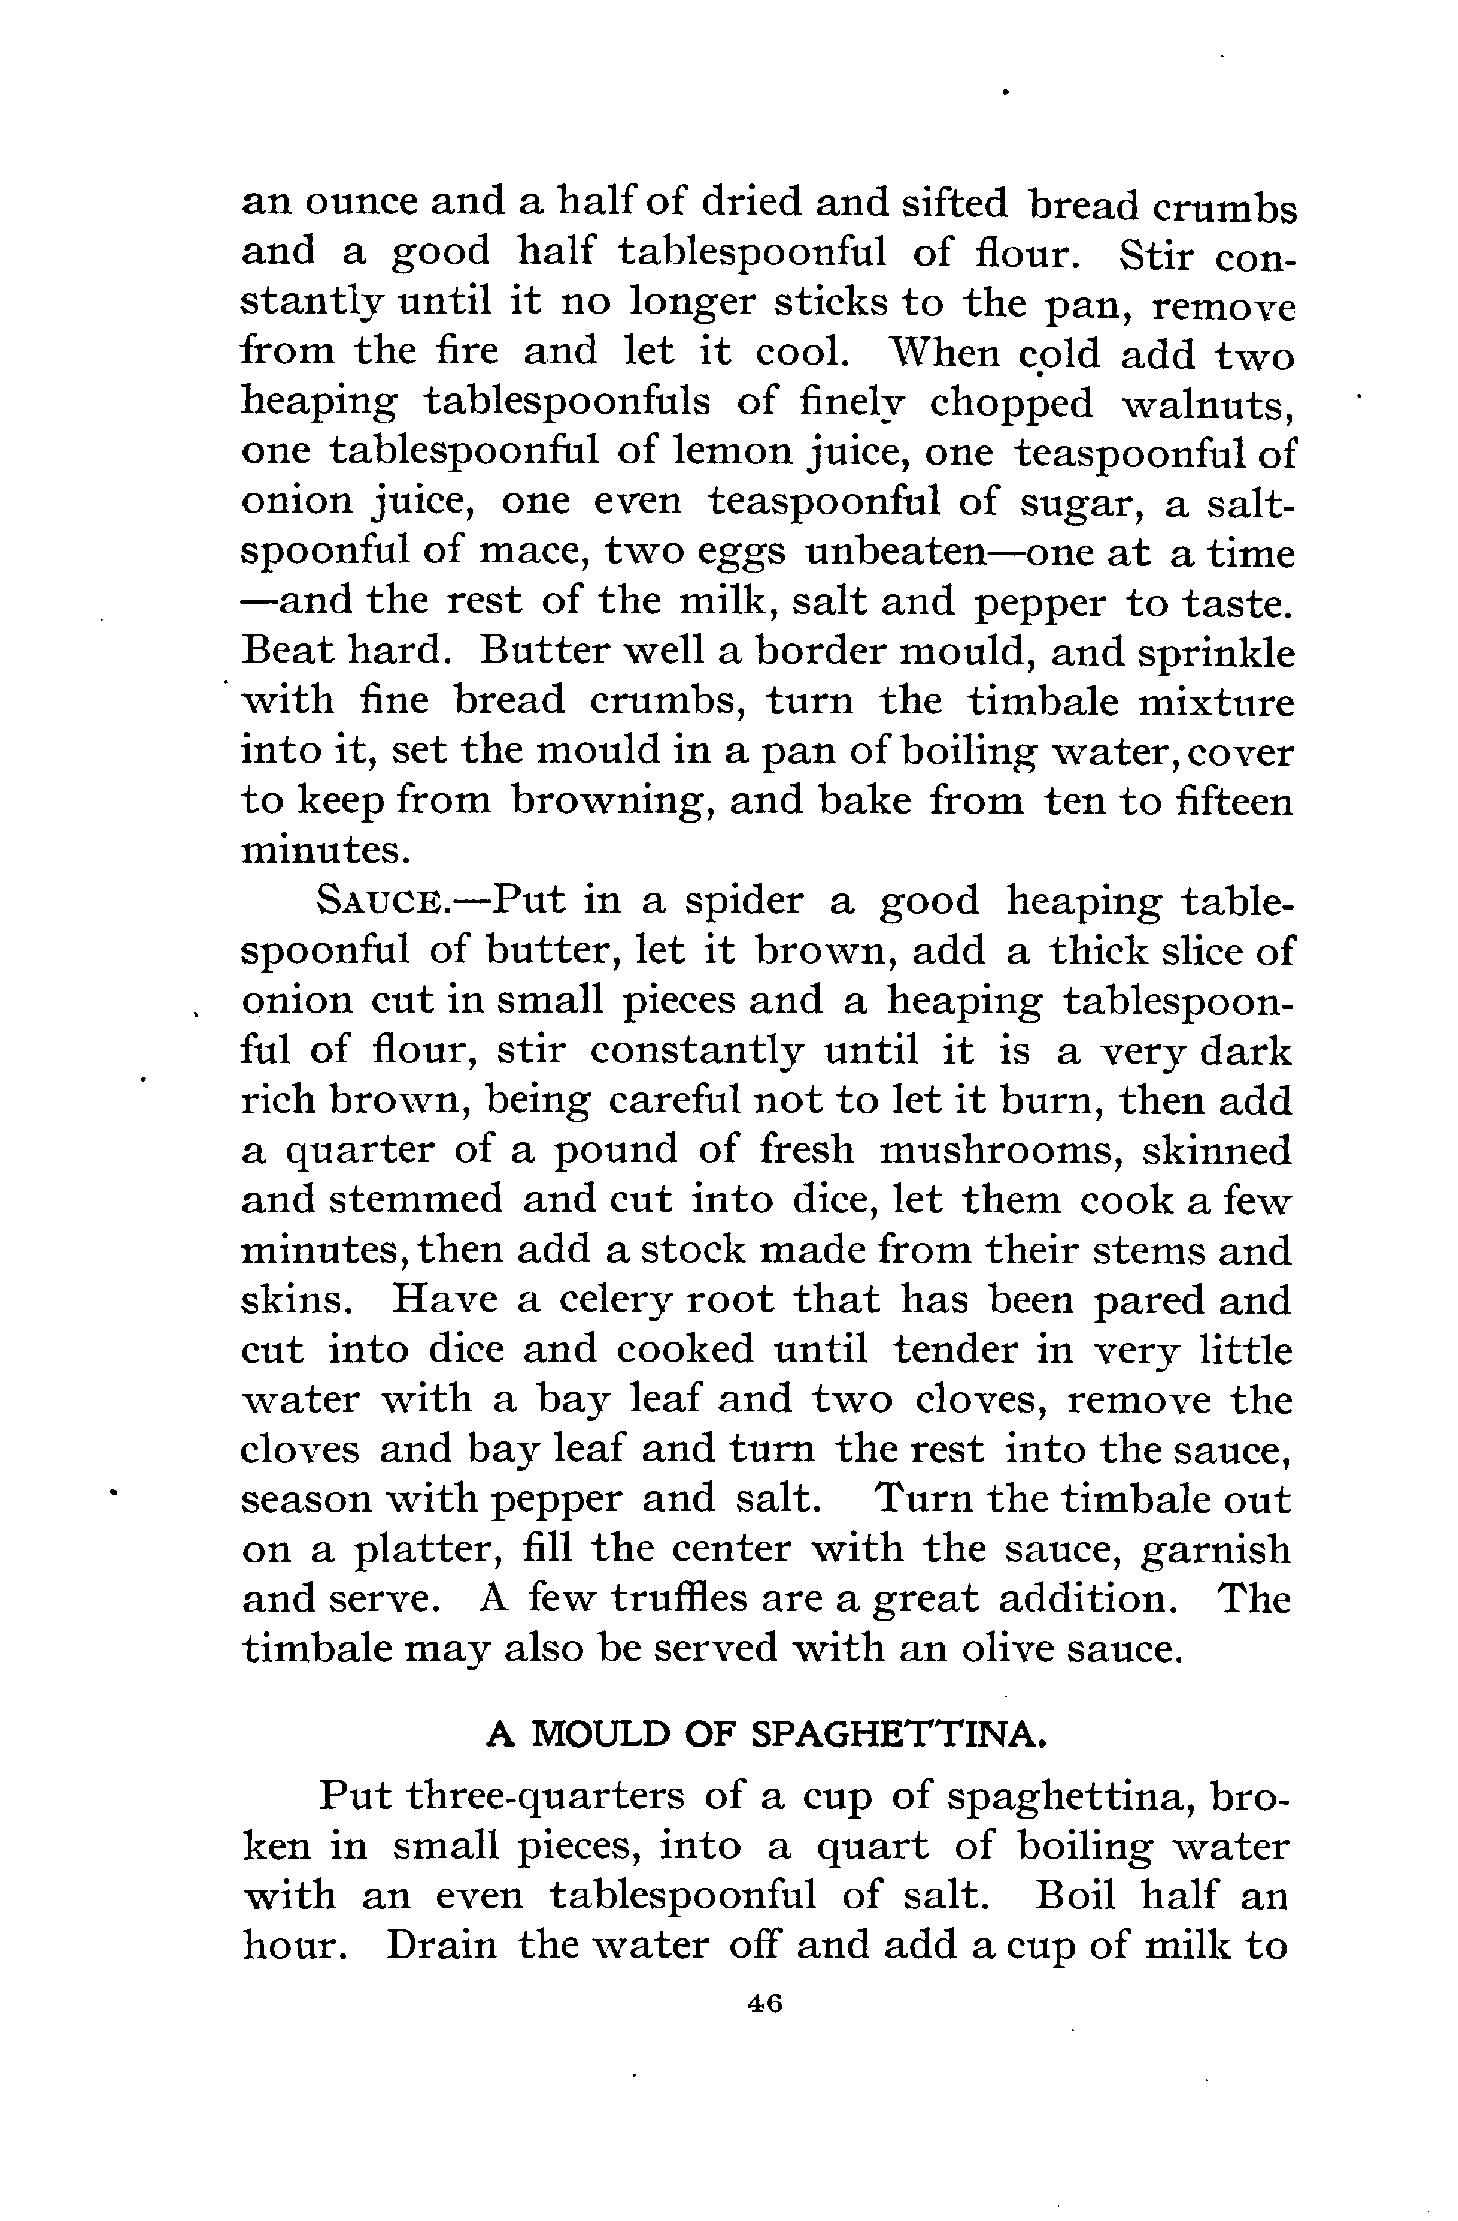 an ounce and a half of dried and sifted bread crumbs
and a good half tablespoonful of flour. Stir con-
stantly until it no longer sticks to the pan, remove
from the fire and let it cool. When cold add two
heaping tablespoonfuls of finely chopped walnuts,
one tablespoonful of lemon juice, one teaspoonful of
onion juice, one even teaspoonful of sugar, a salt-
spoonful of mace, two eggs unbeaten—one at a time
—and the rest of the milk, salt and pepper to taste.
Beat hard. Butter well a border mould, and sprinkle
with fine bread crumbs, turn the timbale mixture
into it, set the mould in a pan of boiling water, cover
to keep from browning, and bake from ten to fifteen
minutes.
SAUCE.—Put in a spider a good heaping table-
spoonful of butter, let it brown, add a thick slice of
onion cut in small pieces and a heaping tablespoon-
ful of flour, stir constantly until it is a very dark
rich brown, being careful not to let it burn, then add
a quarter of a pound of fresh mushrooms, skinned
and stemmed and cut into dice, let them cook a few
minutes, then add a stock made from their stems and
skins. Have a celery root that has been pared and
cut into dice and cooked until tender in very little
water with a bay leaf and two cloves, remove the
cloves and bay leaf and turn the rest into the sauce,
season with pepper and salt. Turn the timbale out
on a platter, fill the center with the sauce, garnish
and serve. A few truffles are a great addition. The
timbale may also be served with an olive sauce.
A MOULD OF SPAGHETTINA.
Put three-quarters of a cup of spaghettina, bro-
ken in small pieces, into a quart of boiling water
with an even tablespoonful of salt. Boil half an
hour. Drain the water off and add a cup of milk to
46